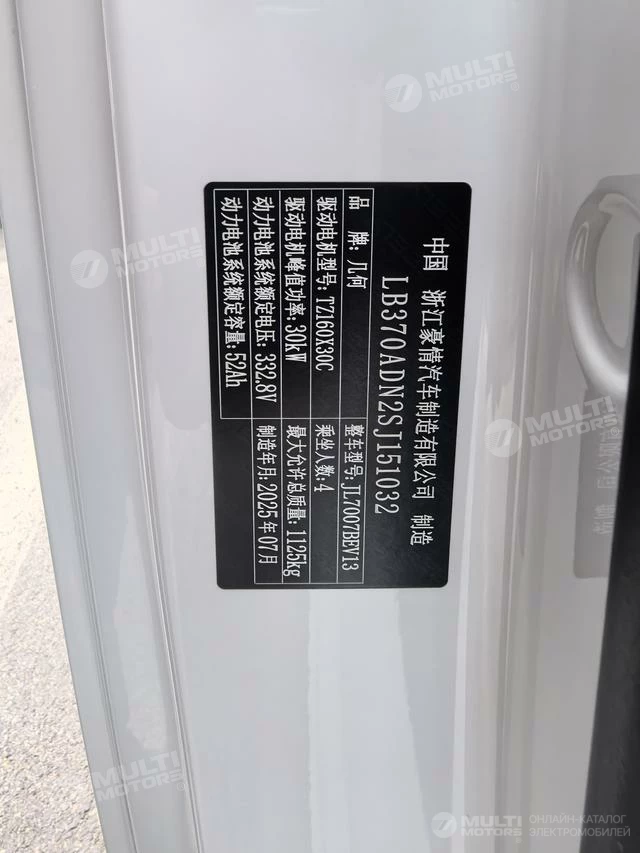 中国 浙江豪情汽车制造有限公司 制造
LB370ADN2SJ151032
品 牌:几何 整车型号:JL7007BEV13
驱动电机型号:TZ160X30C 乘坐人数:4
驱动电机峰值功率:30kW 最大允许总质量:1125kg
动力电池系统额定电压:332.8V 制造年月:2025年07月
动力电池系统额定容量:52Ah
MULTI
MOTORS®
MULTI
MOTORS
MULTI
MOTORS
MULTI
MOTORS
MULTI
MOTORS
ОНЛАЙН-КАТАЛОГ
ЭЛЕКТРОМОБИЛЕЙ